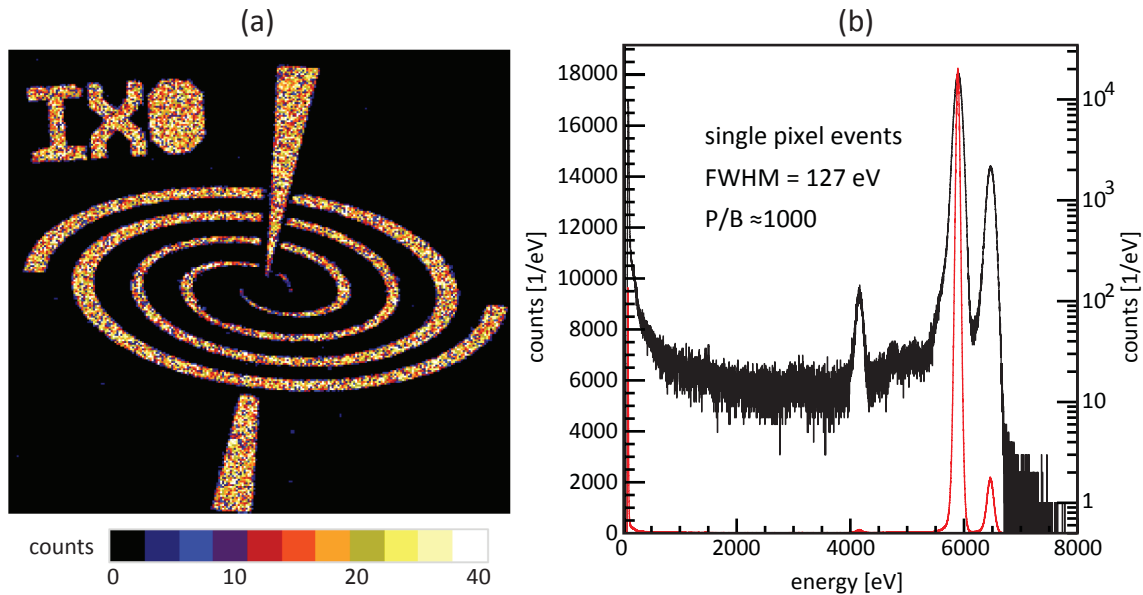 (a)
IXO
counts
0 10 20 40
(b)
18000
16000
14000
12000
10000
8000
6000
4000
2000
0
counts [1/eV]
single pixel events
FWHM = 127 eV
P/B ≈1000
10⁴
10³
10²
10
1
counts [1/eV]
0 2000 4000 6000 8000
energy [eV]